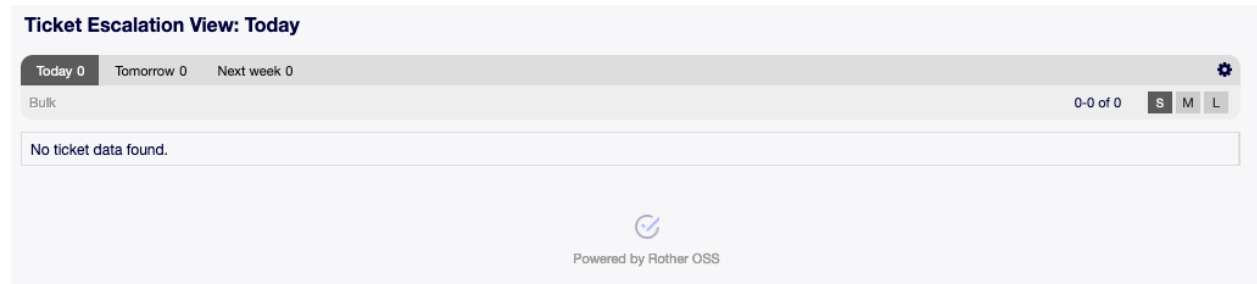 Ticket Escalation View: Today
Today 0 Tomorrow 0 Next week 0
Bulk 0-0 of 0 S M L
No ticket data found.
Powered by Rother OSS